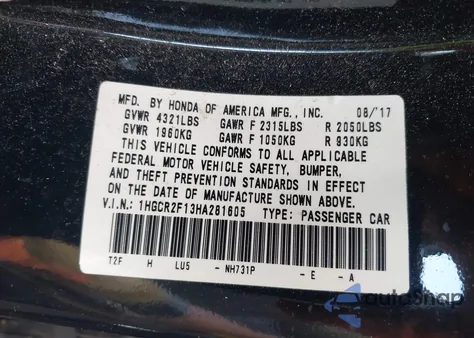 MFD. BY HONDA OF AMERICA MFG., INC. 08/'17
GVWR 4321LBS GAWR F 2315LBS R 2050LBS
GVWR 1960KG GAWR F 1050KG R 930KG
THIS VEHICLE CONFORMS TO ALL APPLICABLE
FEDERAL MOTOR VEHICLE SAFETY, BUMPER,
AND THEFT PREVENTION STANDARDS IN EFFECT
ON THE DATE OF MANUFACTURE SHOWN ABOVE.
V.I.N.: 1HGCR2F13HA281605 TYPE: PASSENGER CAR
T2F H LU5 - NH731P - E - A
autoSnap